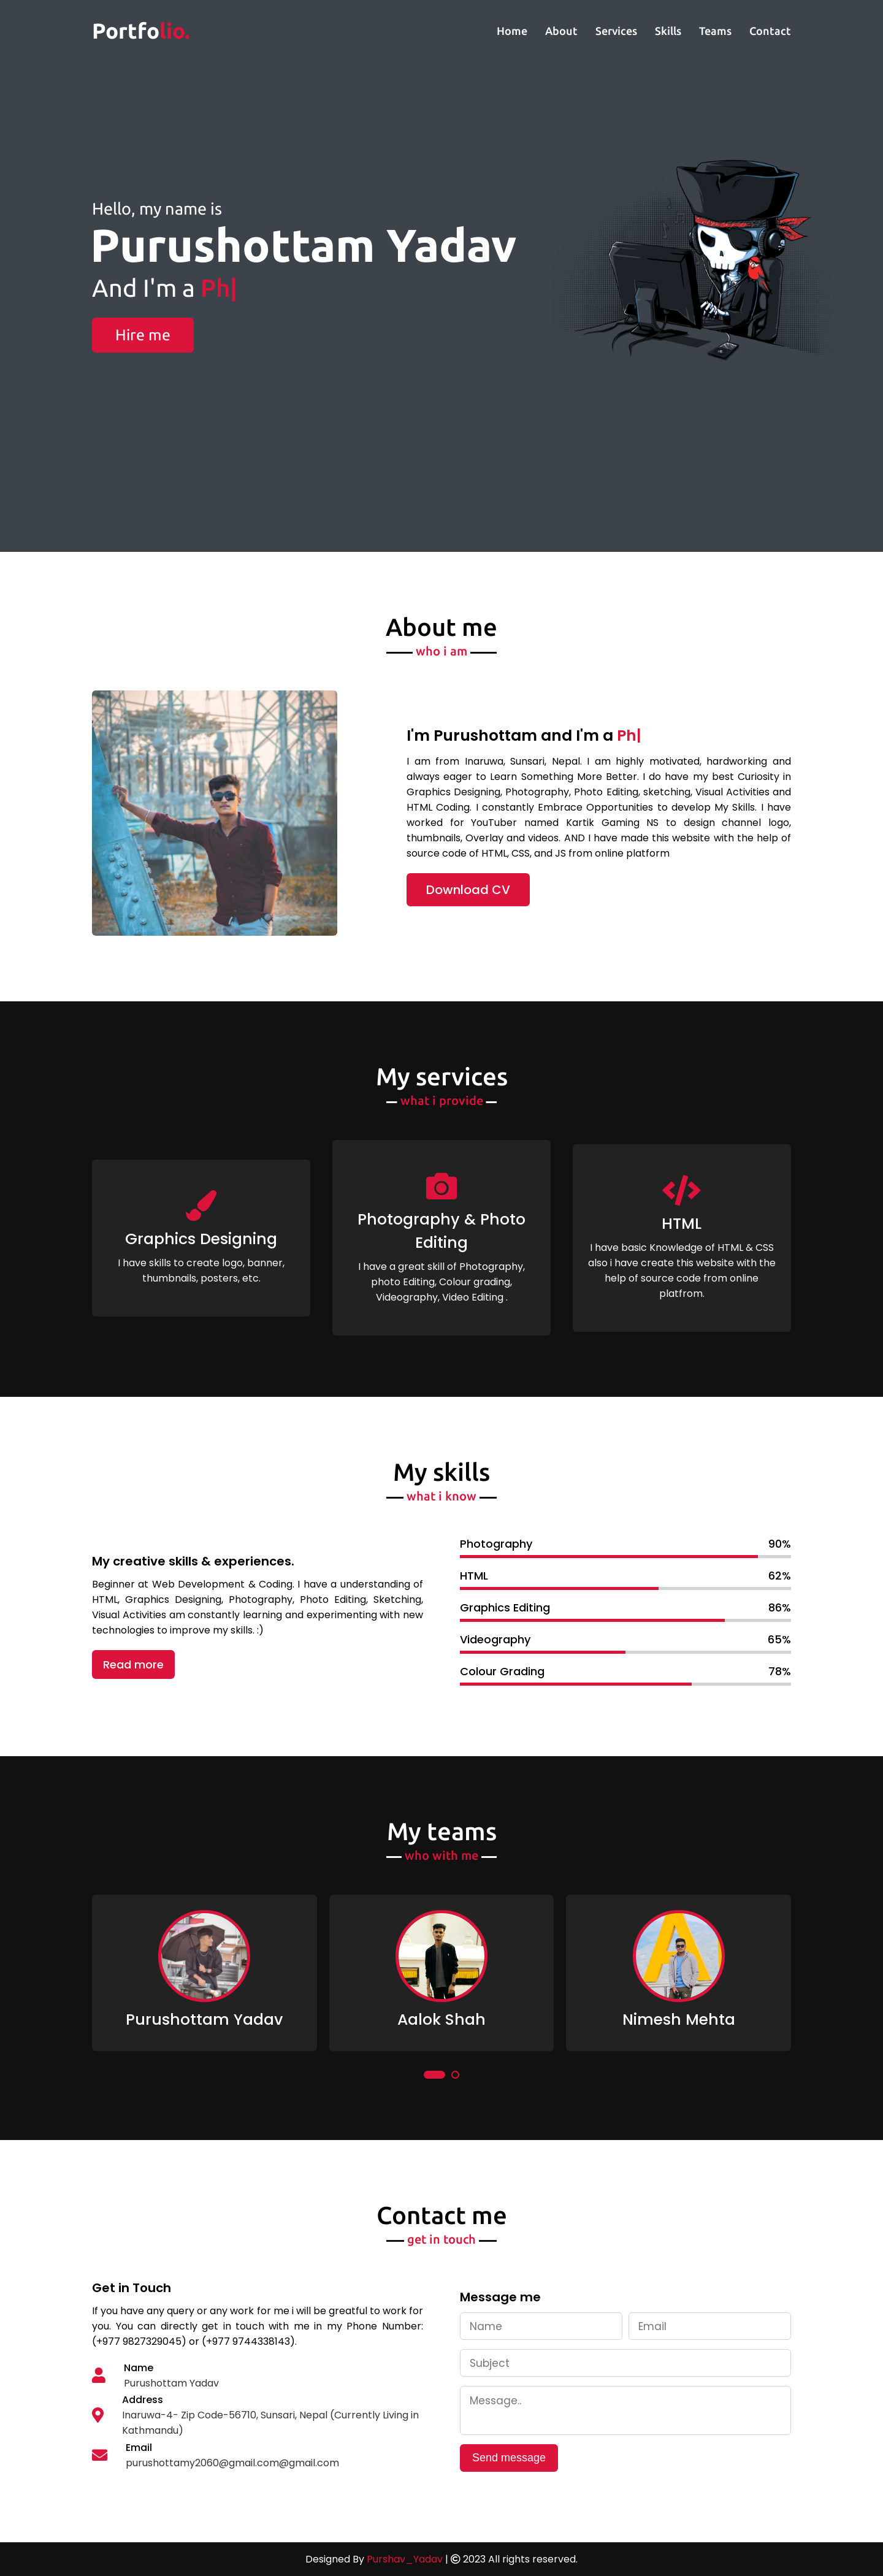 Portfolio.
Home About Services Skills Teams Contact
Hello, my name is
Purushottam Yadav
And I'm a Ph|
Hire me
About me
who i am
I'm Purushottam and I'm a Ph|
I am from Inaruwa, Sunsari, Nepal. I am highly motivated, hardworking and
always eager to Learn Something More Better. I do have my best Curiosity in
Graphics Designing, Photography, Photo Editing, sketching, Visual Activities and
HTML Coding. I constantly Embrace Opportunities to develop My Skills. I have
worked for YouTuber named Kartik Gaming NS to design channel logo,
thumbnails, Overlay and videos. AND I have made this website with the help of
source code of HTML, CSS, and JS from online platform
Download CV
My services
what i provide
Graphics Designing
I have skills to create logo, banner,
thumbnails, posters, etc.
Photography & Photo
Editing
I have a great skill of Photography,
photo Editing, Colour grading,
Videography, Video Editing .
HTML
I have basic Knowledge of HTML & CSS
also i have create this website with the
help of source code from online
platfrom.
My skills
what i know
My creative skills & experiences.
Beginner at Web Development & Coding. I have a understanding of
HTML, Graphics Designing, Photography, Photo Editing, Sketching,
Visual Activities am constantly learning and experimenting with new
technologies to improve my skills. :)
Read more
Photography 90%
HTML 62%
Graphics Editing 86%
Videography 65%
Colour Grading 78%
My teams
who with me
Purushottam Yadav
Aalok Shah
A
Nimesh Mehta
Contact me
get in touch
Get in Touch
If you have any query or any work for me i will be greatful to work for
you. You can directly get in touch with me in my Phone Number:
(+977 9827329045) or (+977 9744338143).
Name
Purushottam Yadav
Address
Inaruwa-4- Zip Code-56710, Sunsari, Nepal (Currently Living in
Kathmandu)
Email
purushottamy2060@gmail.com@gmail.com
Message me
Name
Email
Subject
Message..
Send message
Designed By Purshav_Yadav | © 2023 All rights reserved.